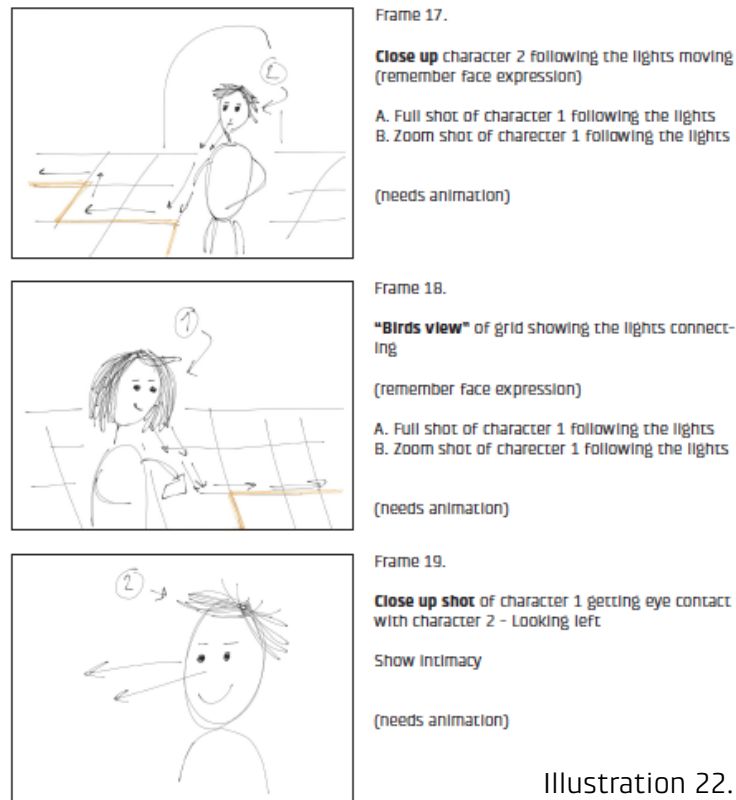 Frame 17.
Close up character 2 following the lights moving
(remember face expression)
A. Full shot of character 1 following the lights
B. Zoom shot of charecter 1 following the lights
(needs animation)
2
Frame 18.
"Birds view" of grid showing the lights connect-
ing
(remember face expression)
A. Full shot of character 1 following the lights
B. Zoom shot of charecter 1 following the lights
(needs animation)
1
Frame 19.
Close up shot of character 1 getting eye contact
with character 2 - Looking left
Show intimacy
(needs animation)
2
Illustration 22.